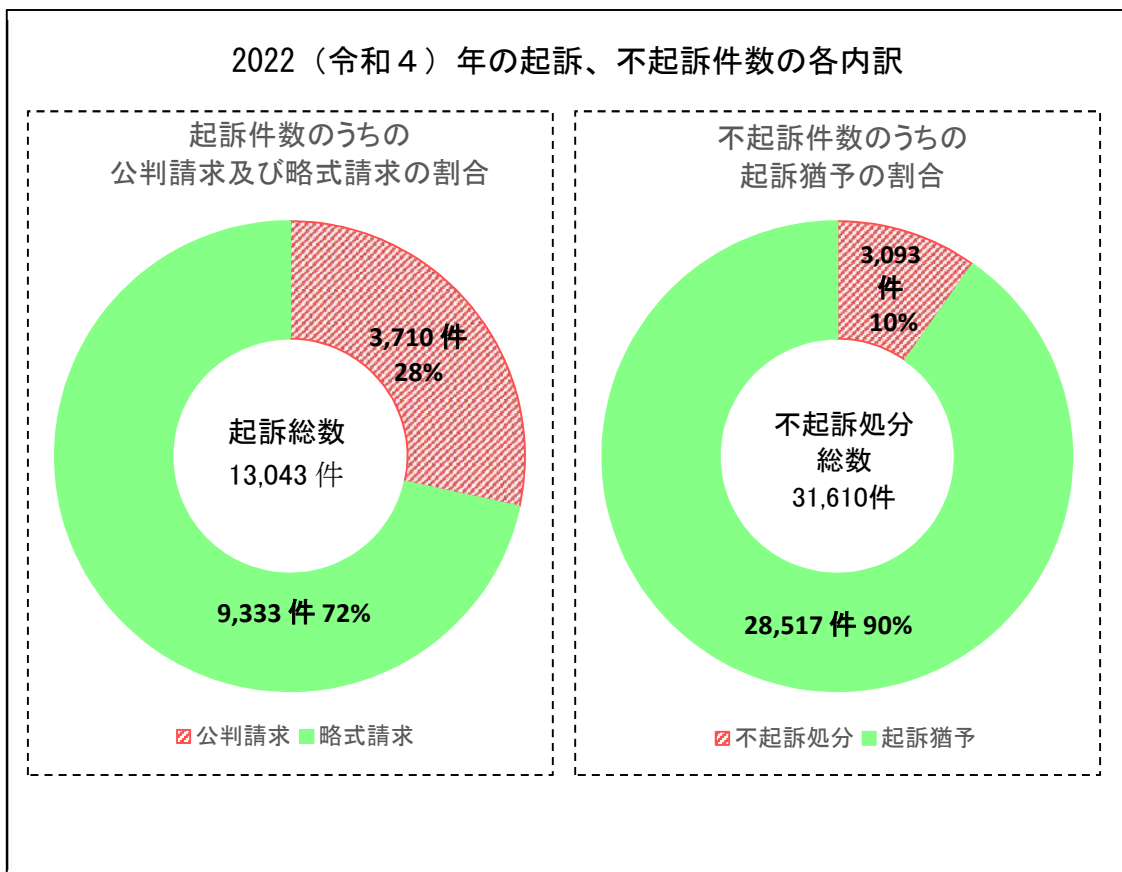 2022（令和４）年の起訴、不起訴件数の各内訳
起訴件数のうちの
公判請求及び略式請求の割合
3,710 件
28%
起訴総数
13,043 件
9,333 件 72%
公判請求 略式請求
不起訴件数のうちの
起訴猶予の割合
3,093
件
10%
不起訴処分
総数
31,610件
28,517 件 90%
不起訴処分 起訴猶予